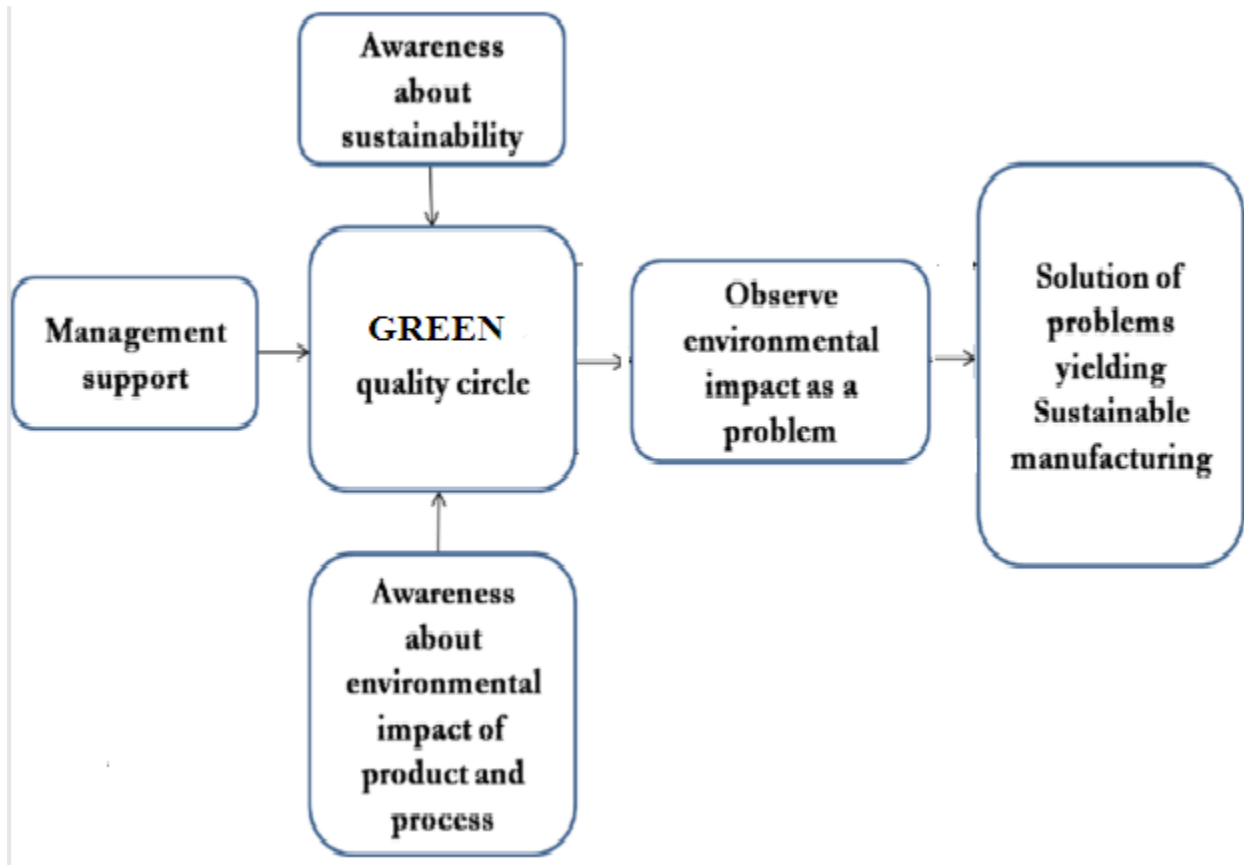 Awareness
about
sustainability
Management
support
GREEN
quality circle
Observe
environmental
impact as a
problem
Solution of
problems
yielding
Sustainable
manufacturing
Awareness
about
environmental
impact of
product and
process